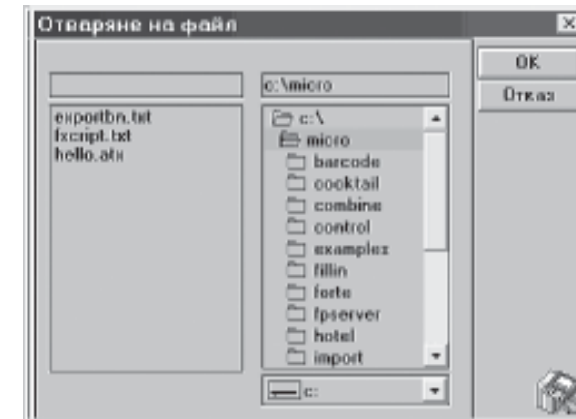 Отваряне на файл
c:\micro
OK
Отказ
exportbn.txt
fxcript.txt
hello.atx
c:\
micro
barcode
cocktail
combine
control
examples
fillin
forte
fpserver
hotel
import
c: